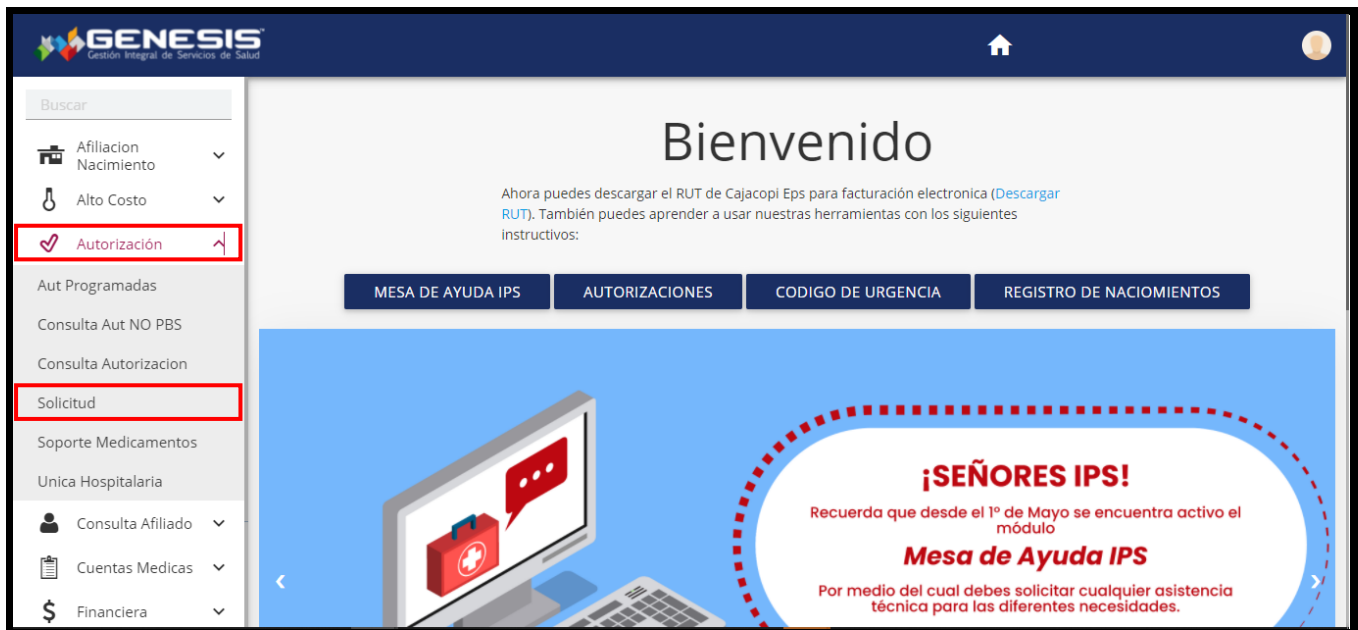 GENESIS
Gestión Integral de Servicios de Salud
Buscar
Afiliacion
Nacimiento
Alto Costo
Autorización
Aut Programadas
Consulta Aut NO PBS
Consulta Autorizacion
Solicitud
Soporte Medicamentos
Unica Hospitalaria
Consulta Afiliado
Cuentas Medicas
Financiera
Bienvenido
Ahora puedes descargar el RUT de Cajacopi Eps para facturación electronica (Descargar
RUT). También puedes aprender a usar nuestras herramientas con los siguientes
instructivos:
MESA DE AYUDA IPS
AUTORIZACIONES
CODIGO DE URGENCIA
REGISTRO DE NACIOMIENTOS
¡SEÑORES IPS!
Recuerda que desde el 1º de Mayo se encuentra activo el
módulo
Mesa de Ayuda IPS
Por medio del cual debes solicitar cualquier asistencia
técnica para las diferentes necesidades.